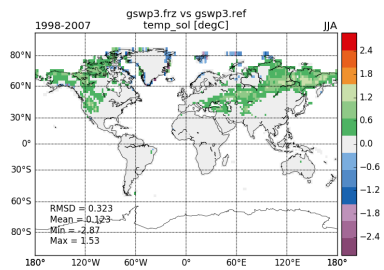 gswp3.frz vs gswp3.ref
1998-2007 temp_sol [degC] JJA
80°N
60°N
30°N
0°
30°S
60°S
80°S
RMSD = 0.323
Mean = 0.123
Min = -2.87
Max = 1.53
180° 120°W 60°W 0° 60°E 120°E 180°
2.4
1.8
1.2
0.6
0.0
−0.6
−1.2
−1.8
−2.4